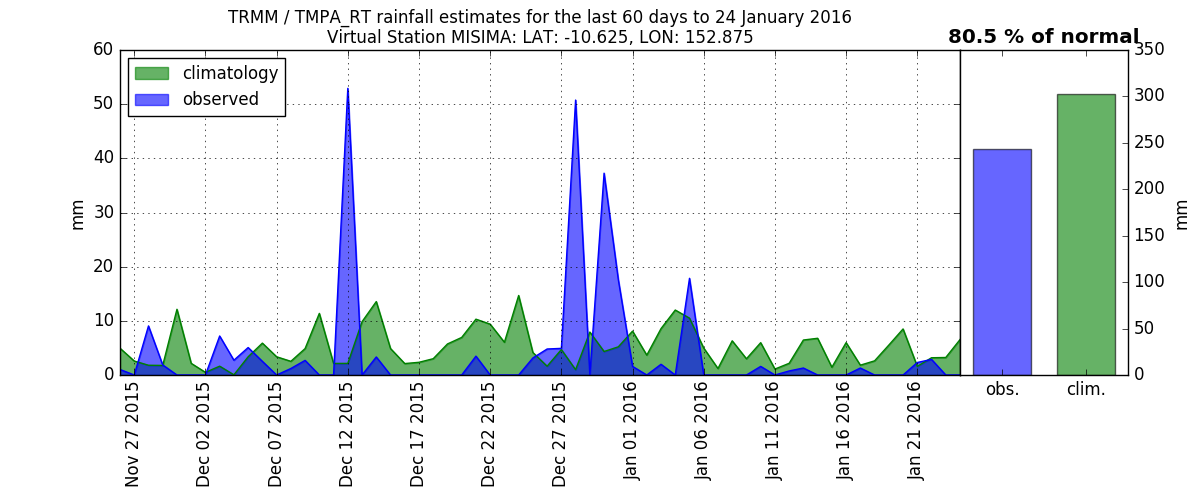 TRMM / TMPA_RT rainfall estimates for the last 60 days to 24 January 2016
Virtual Station MISIMA: LAT: -10.625, LON: 152.875
80.5 % of normal
climatology
observed
60
50
40
30
20
10
0
mm
350
300
250
200
150
100
50
0
mm
Nov 27 2015
Dec 02 2015
Dec 07 2015
Dec 12 2015
Dec 17 2015
Dec 22 2015
Dec 27 2015
Jan 01 2016
Jan 06 2016
Jan 11 2016
Jan 16 2016
Jan 21 2016
obs.
clim.